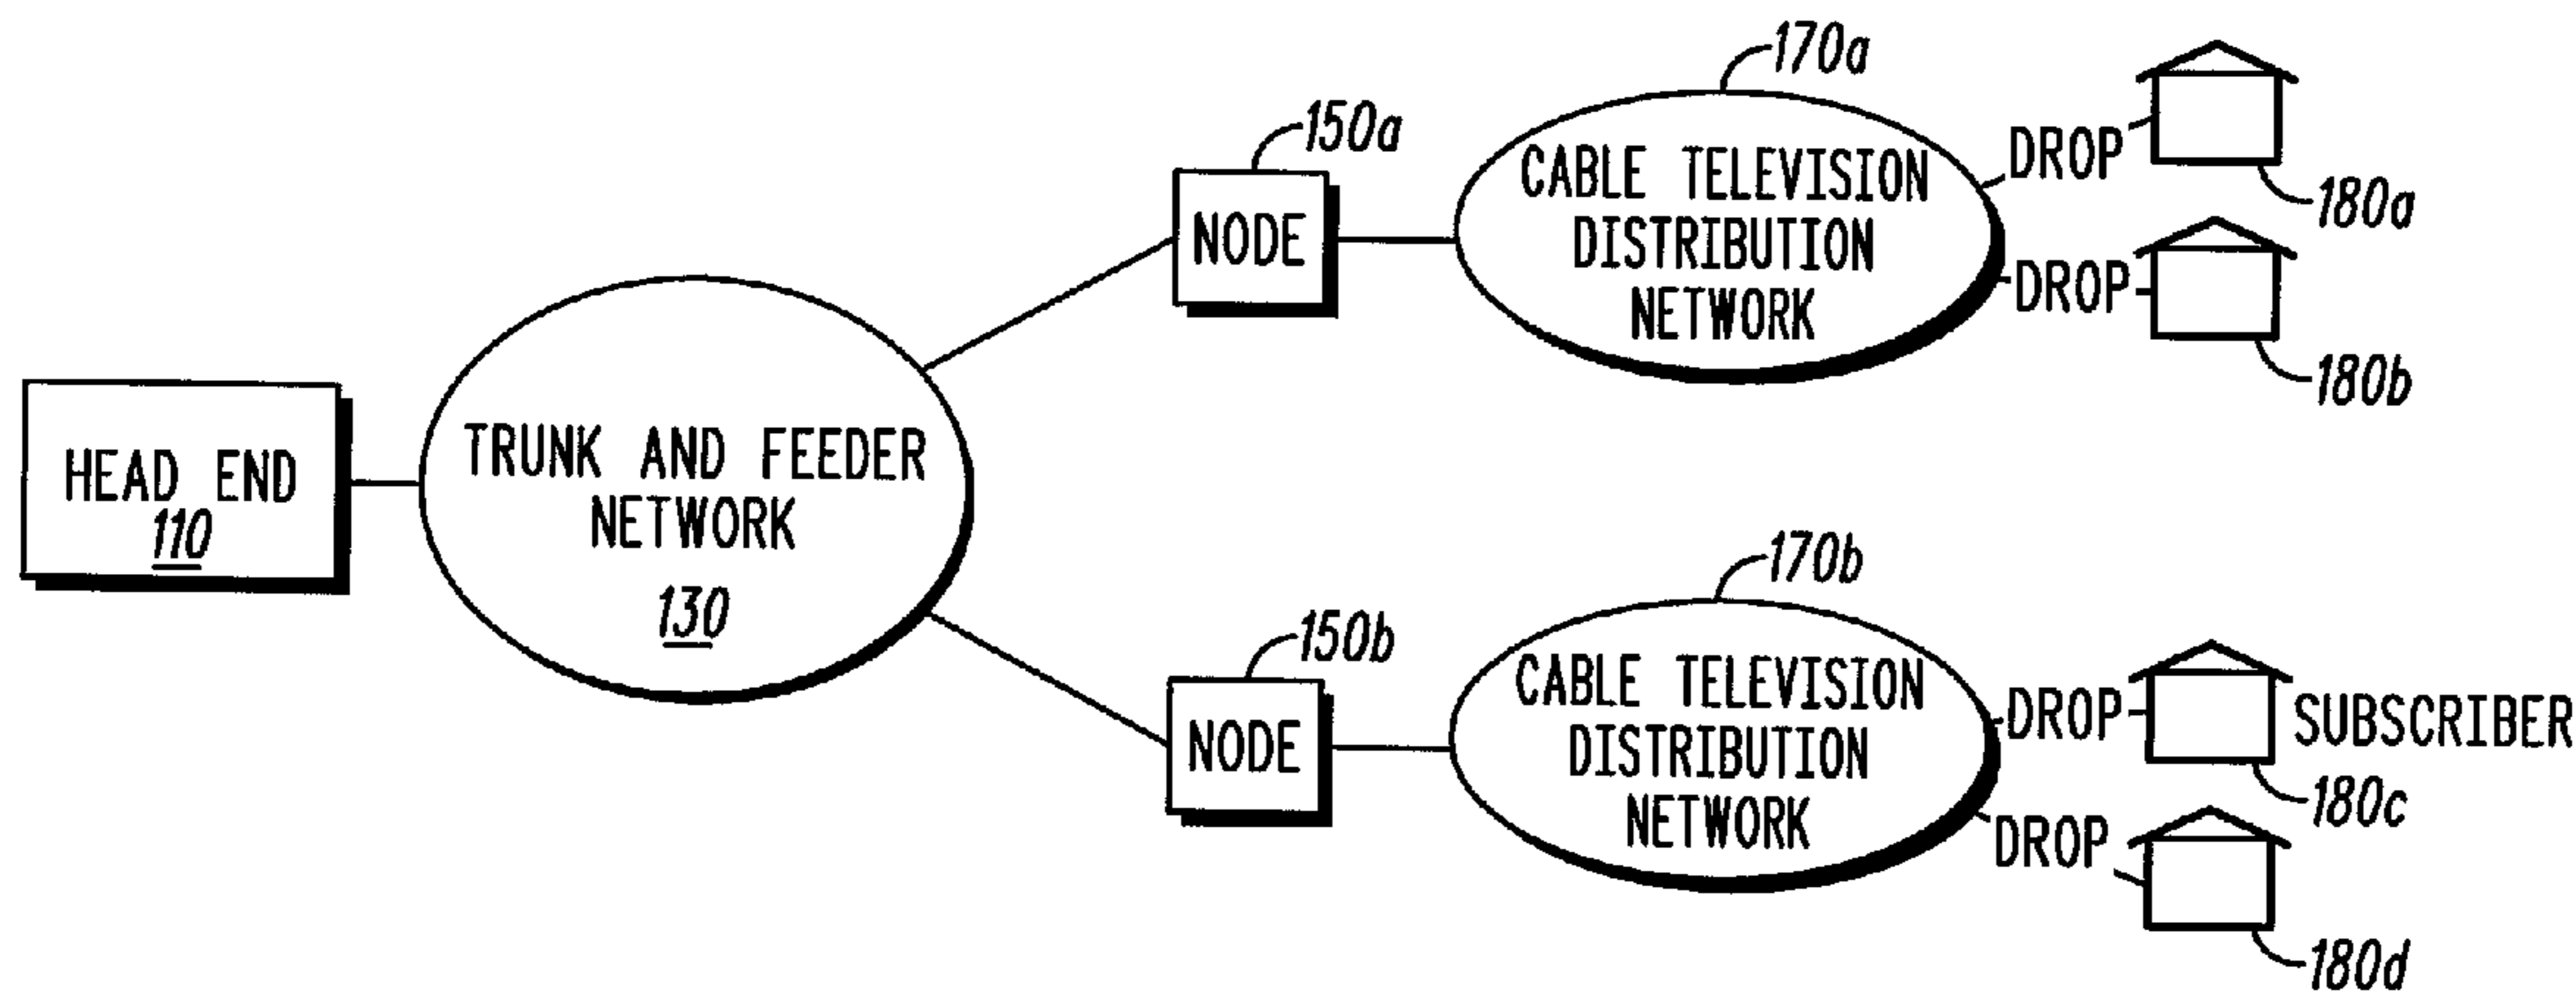 HEAD END
110
TRUNK AND FEEDER
NETWORK
130
150a
NODE
170a
CABLE TELEVISION
DISTRIBUTION
NETWORK
DROP
180a
DROP
180b
150b
NODE
170b
CABLE TELEVISION
DISTRIBUTION
NETWORK
DROP
SUBSCRIBER
180c
DROP
180d